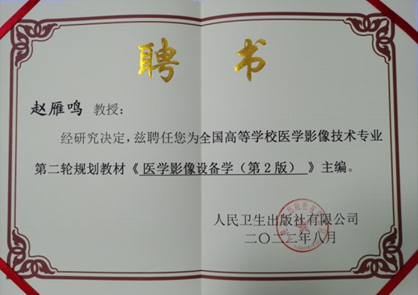 聘书
赵雁鸣 教授：
经研究决定，兹聘任您为全国高等学校医学影像技术专业
第二轮规划教材《 医学影像设备学（第2版） 》主编。
人民卫生出版社有限公司
二〇二二年八月